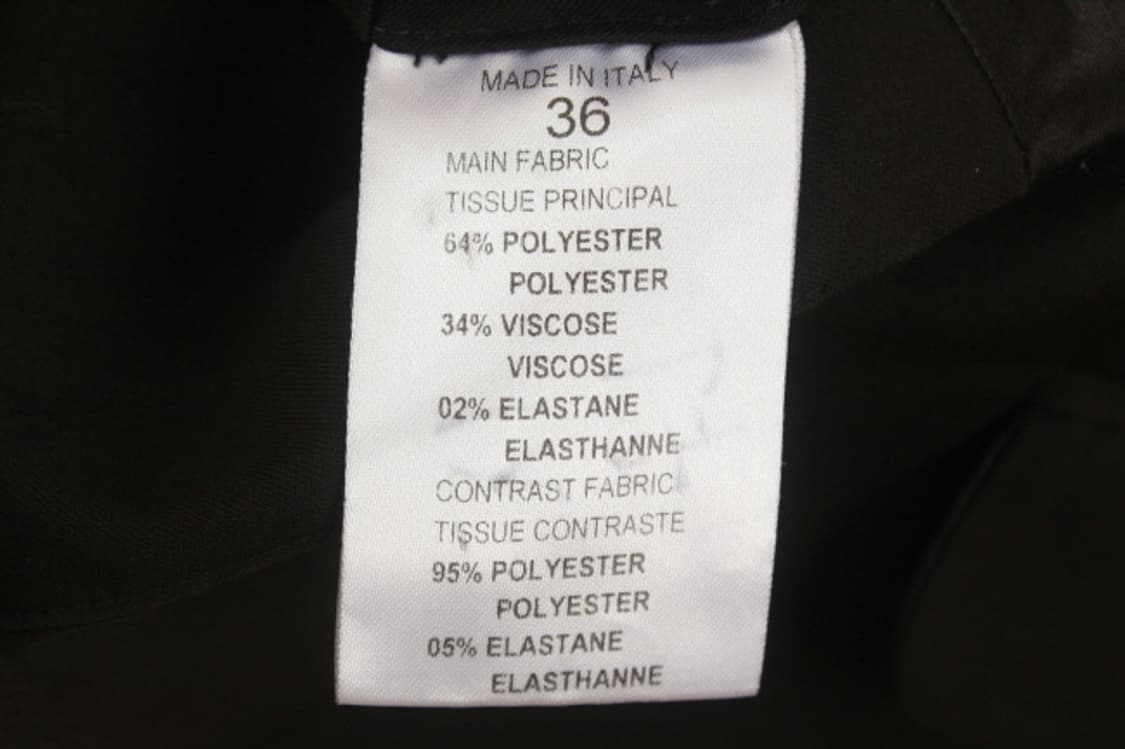 MADE IN ITALY
36
MAIN FABRIC
TISSUE PRINCIPAL
64% POLYESTER
POLYESTER
34% VISCOSE
VISCOSE
02% ELASTANE
ELASTHANNE
CONTRAST FABRIC
TISSUE CONTRASTE
95% POLYESTER
POLYESTER
05% ELASTANE
ELASTHANNE